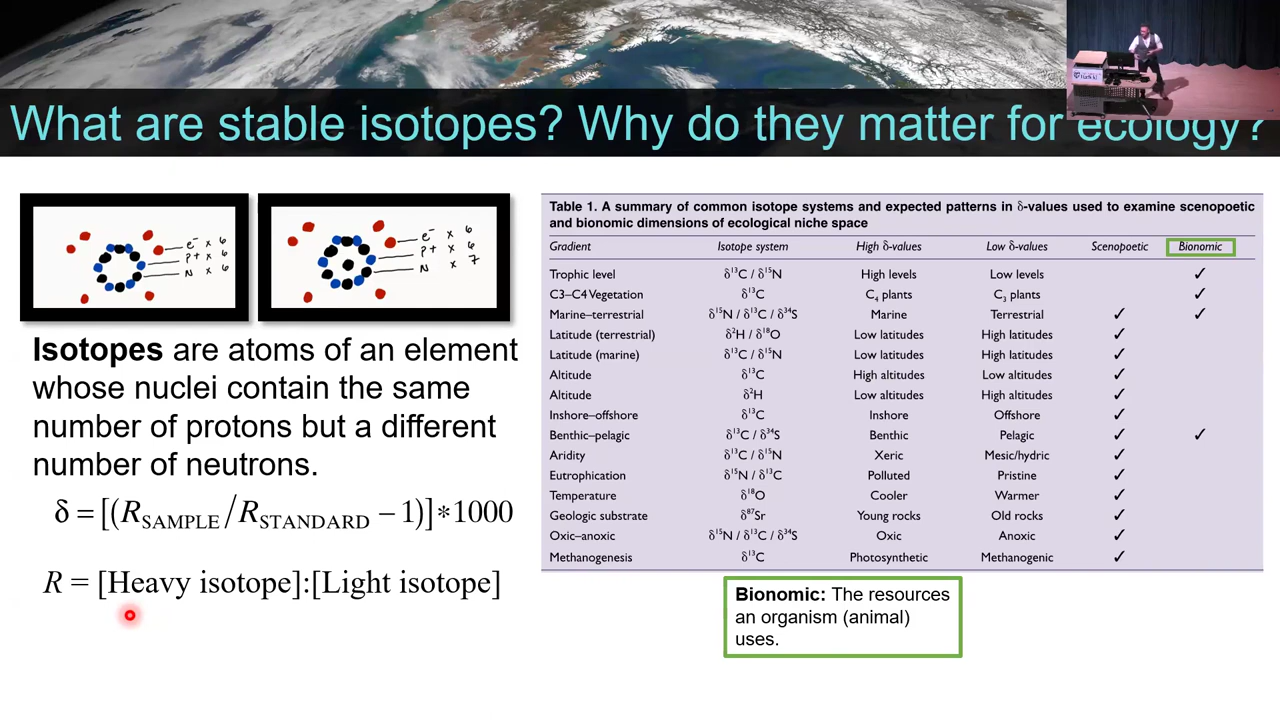 What are stable isotopes? Why do they matter for ecology?
e⁻ x 6
p+ x 6
N x 6
e⁻ x 6
p+ x 6
N x 7
Isotopes are atoms of an element
whose nuclei contain the same
number of protons but a different
number of neutrons.
δ = [(R_SAMPLE/R_STANDARD − 1)]*1000
R = [Heavy isotope]:[Light isotope]
Table 1. A summary of common isotope systems and expected patterns in δ-values used to examine scenopoetic
and bionomic dimensions of ecological niche space
Gradient Isotope system High δ-values Low δ-values Scenopoetic Bionomic
Trophic level δ¹³C / δ¹⁵N High levels Low levels ✓
C3–C4 Vegetation δ¹³C C₄ plants C₃ plants ✓
Marine–terrestrial δ¹⁵N / δ¹³C / δ³⁴S Marine Terrestrial ✓ ✓
Latitude (terrestrial) δ²H / δ¹⁸O Low latitudes High latitudes ✓
Latitude (marine) δ¹³C / δ¹⁵N Low latitudes High latitudes ✓
Altitude δ¹³C High altitudes Low altitudes ✓
Altitude δ²H Low altitudes High altitudes ✓
Inshore–offshore δ¹³C Inshore Offshore ✓
Benthic–pelagic δ¹³C / δ³⁴S Benthic Pelagic ✓ ✓
Aridity δ¹³C / δ¹⁵N Xeric Mesic/hydric ✓
Eutrophication δ¹⁵N / δ¹³C Polluted Pristine ✓
Temperature δ¹⁸O Cooler Warmer ✓
Geologic substrate δ⁸⁷Sr Young rocks Old rocks ✓
Oxic–anoxic δ¹⁵N / δ¹³C / δ³⁴S Oxic Anoxic ✓
Methanogenesis δ¹³C Photosynthetic Methanogenic ✓
Bionomic: The resources
an organism (animal)
uses.